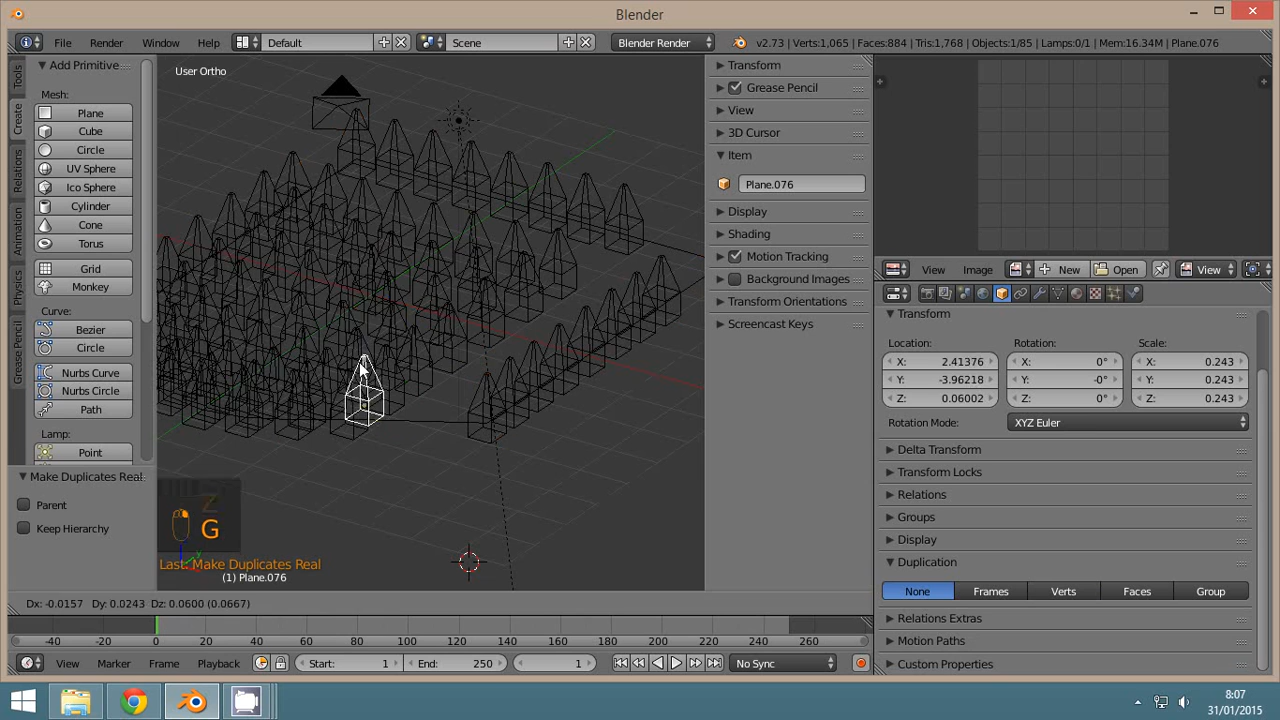 Blender
File Render Window Help Default Scene Blender Render v2.73 | Verts:1,065 | Faces:884 | Tris:1,768 | Objects:1/85 | Lamps:0/1 | Mem:16.34M | Plane.076
Tools
Create
Relations
Animation
Physics
Grease Pencil
Add Primitive
Mesh:
Plane
Cube
Circle
UV Sphere
Ico Sphere
Cylinder
Cone
Torus
Grid
Monkey
Curve:
Bezier
Circle
Nurbs Curve
Nurbs Circle
Path
Lamp:
Point
Make Duplicates Real
Parent
Keep Hierarchy
User Ortho
Z
G
Last: Make Duplicates Real
(1) Plane.076
Transform
Grease Pencil
View
3D Cursor
Item
Plane.076
Display
Shading
Motion Tracking
Background Images
Transform Orientations
Screencast Keys
View Image New Open View
Transform
Location: Rotation: Scale:
X: 2.41376 X: 0° X: 0.243
Y: -3.96218 Y: -0° Y: 0.243
Z: 0.06002 Z: 0° Z: 0.243
Rotation Mode: XYZ Euler
Delta Transform
Transform Locks
Relations
Groups
Display
Duplication
None Frames Verts Faces Group
Relations Extras
Motion Paths
Custom Properties
Dx: -0.0157 Dy: 0.0243 Dz: 0.0600 (0.0667)
-40 -20 0 20 40 60 80 100 120 140 160 180 200 220 240 260
View Marker Frame Playback Start: 1 End: 250 1 No Sync
8:07
31/01/2015